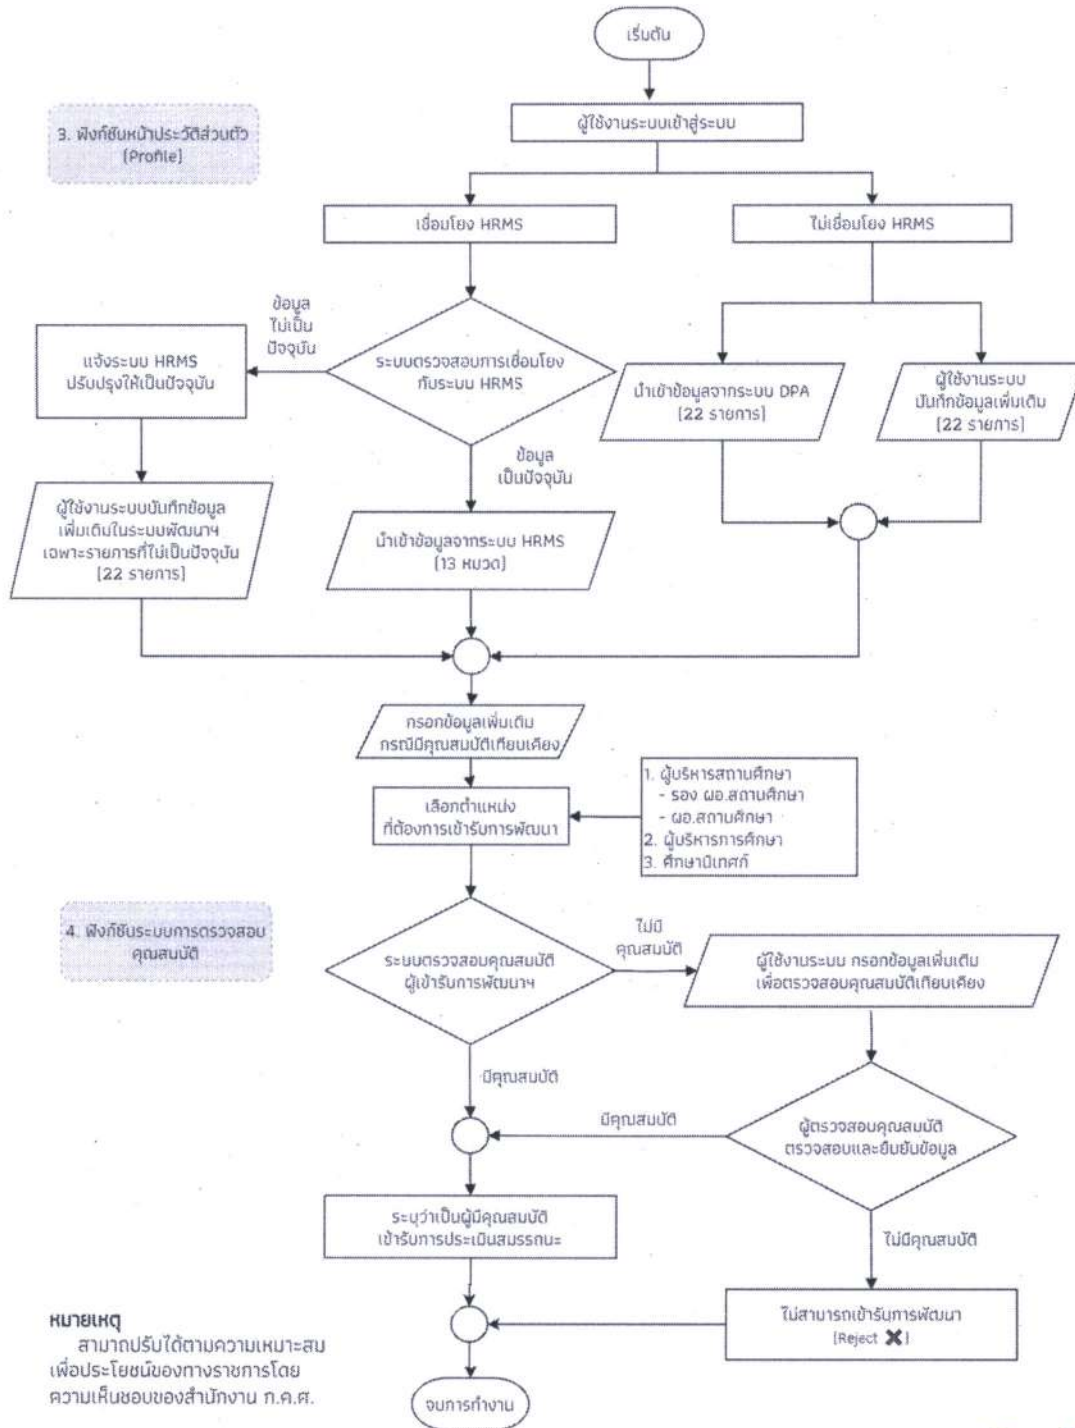 เริ่มต้น
3. ฟังก์ชันหน้าประวัติส่วนตัว
(Profile)
ผู้ใช้งานระบบเข้าสู่ระบบ
เชื่อมโยง HRMS
ไม่เชื่อมโยง HRMS
ข้อมูล
ไม่เป็น
ปัจจุบัน
แจ้งระบบ HRMS
ปรับปรุงให้เป็นปัจจุบัน
ระบบตรวจสอบการเชื่อมโยง
กับระบบ HRMS
นำเข้าข้อมูลจากระบบ DPA
(22 รายการ)
ผู้ใช้งานระบบ
บันทึกข้อมูลเพิ่มเติม
(22 รายการ)
ข้อมูล
เป็นปัจจุบัน
ผู้ใช้งานระบบบันทึกข้อมูล
เพิ่มเติมในระบบพัฒนาฯ
เฉพาะรายการที่ไม่เป็นปัจจุบัน
(22 รายการ)
นำเข้าข้อมูลจากระบบ HRMS
(13 หมวด)
กรอกข้อมูลเพิ่มเติม
กรณีมีคุณสมบัติเทียบเคียง
เลือกตำแหน่ง
ที่ต้องการเข้ารับการพัฒนา
1. ผู้บริหารสถานศึกษา
- รอง ผอ.สถานศึกษา
- ผอ.สถานศึกษา
2. ผู้บริหารการศึกษา
3. ศึกษานิเทศก์
4. ฟังก์ชันระบบการตรวจสอบ
คุณสมบัติ
ระบบตรวจสอบคุณสมบัติ
ผู้เข้ารับการพัฒนาฯ
ไม่มี
คุณสมบัติ
ผู้ใช้งานระบบ กรอกข้อมูลเพิ่มเติม
เพื่อตรวจสอบคุณสมบัติเทียบเคียง
มีคุณสมบัติ
มีคุณสมบัติ
ผู้ตรวจสอบคุณสมบัติ
ตรวจสอบและยืนยันข้อมูล
ระบุว่าเป็นผู้มีคุณสมบัติ
เข้ารับการประเมินสมรรถนะ
ไม่มีคุณสมบัติ
ไม่สามารถเข้ารับการพัฒนา
(Reject ✖)
หมายเหตุ
สามาถปรับได้ตามความเหมาะสม
เพื่อประโยชน์ของทางราชการโดย
ความเห็นชอบของสำนักงาน ก.ค.ศ.
จบการทำงาน